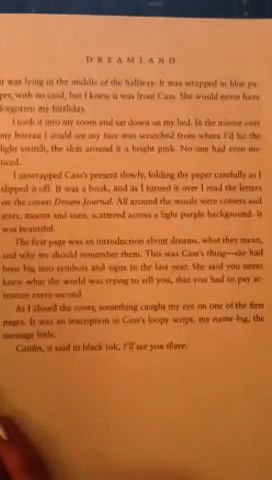 DREAMLAND
it was lying in the middle of the hallway. It was wrapped in blue pa-
per, with no card, but I knew it was from Cass. She would never have
forgotten my birthday.
I took it into my room and sat down on my bed. In the mirror over
my bureau I could see my face was scratched from where I'd hit the
light switch, the skin around it a bright pink. No one had even no-
ticed.
I unwrapped Cass's present slowly, folding the paper carefully as I
slipped it off. It was a book, and as I turned it over I read the letters
on the cover: Dream Journal. All around the words were comets and
stars, moons and suns, scattered across a light purple background. It
was beautiful.
The first page was an introduction about dreams, what they mean,
and why we should remember them. This was Cass's thing—she had
been big into symbols and signs in the last year. She said you never
knew what the world was trying to tell you, that you had to pay at-
tention every second.
As I closed the cover, something caught my eye on one of the first
pages. It was an inscription in Cass's loopy script, my name big, the
message little.
Caitlin, it said in black ink, I'll see you there.